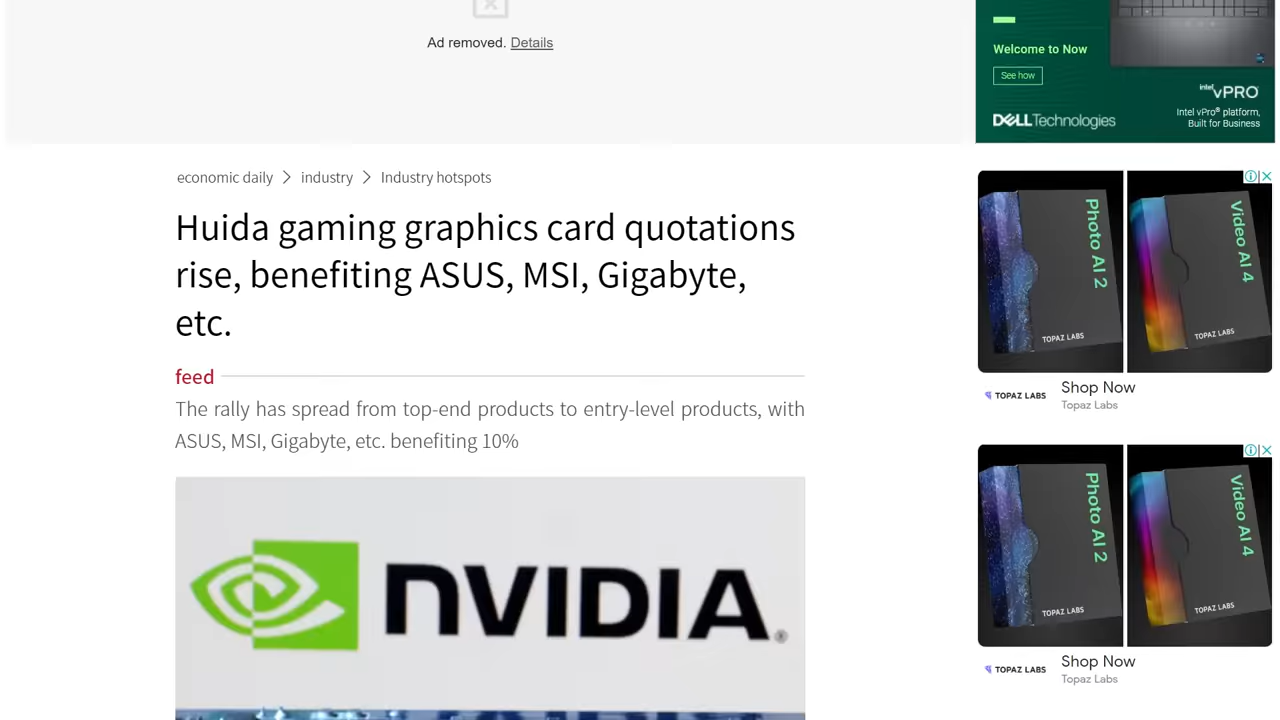 Ad removed. Details
Welcome to Now
See how
intel vPRO
Intel vPro® platform,
Built for Business
DELLTechnologies
economic daily > industry > Industry hotspots
Huida gaming graphics card quotations
rise, benefiting ASUS, MSI, Gigabyte,
etc.
feed
The rally has spread from top-end products to entry-level products, with
ASUS, MSI, Gigabyte, etc. benefiting 10%
NVIDIA®
Photo AI 2
TOPAZ LABS
Video AI 4
TOPAZ LABS
TOPAZ LABS
Shop Now
Topaz Labs
Photo AI 2
TOPAZ LABS
Video AI 4
TOPAZ LABS
TOPAZ LABS
Shop Now
Topaz Labs